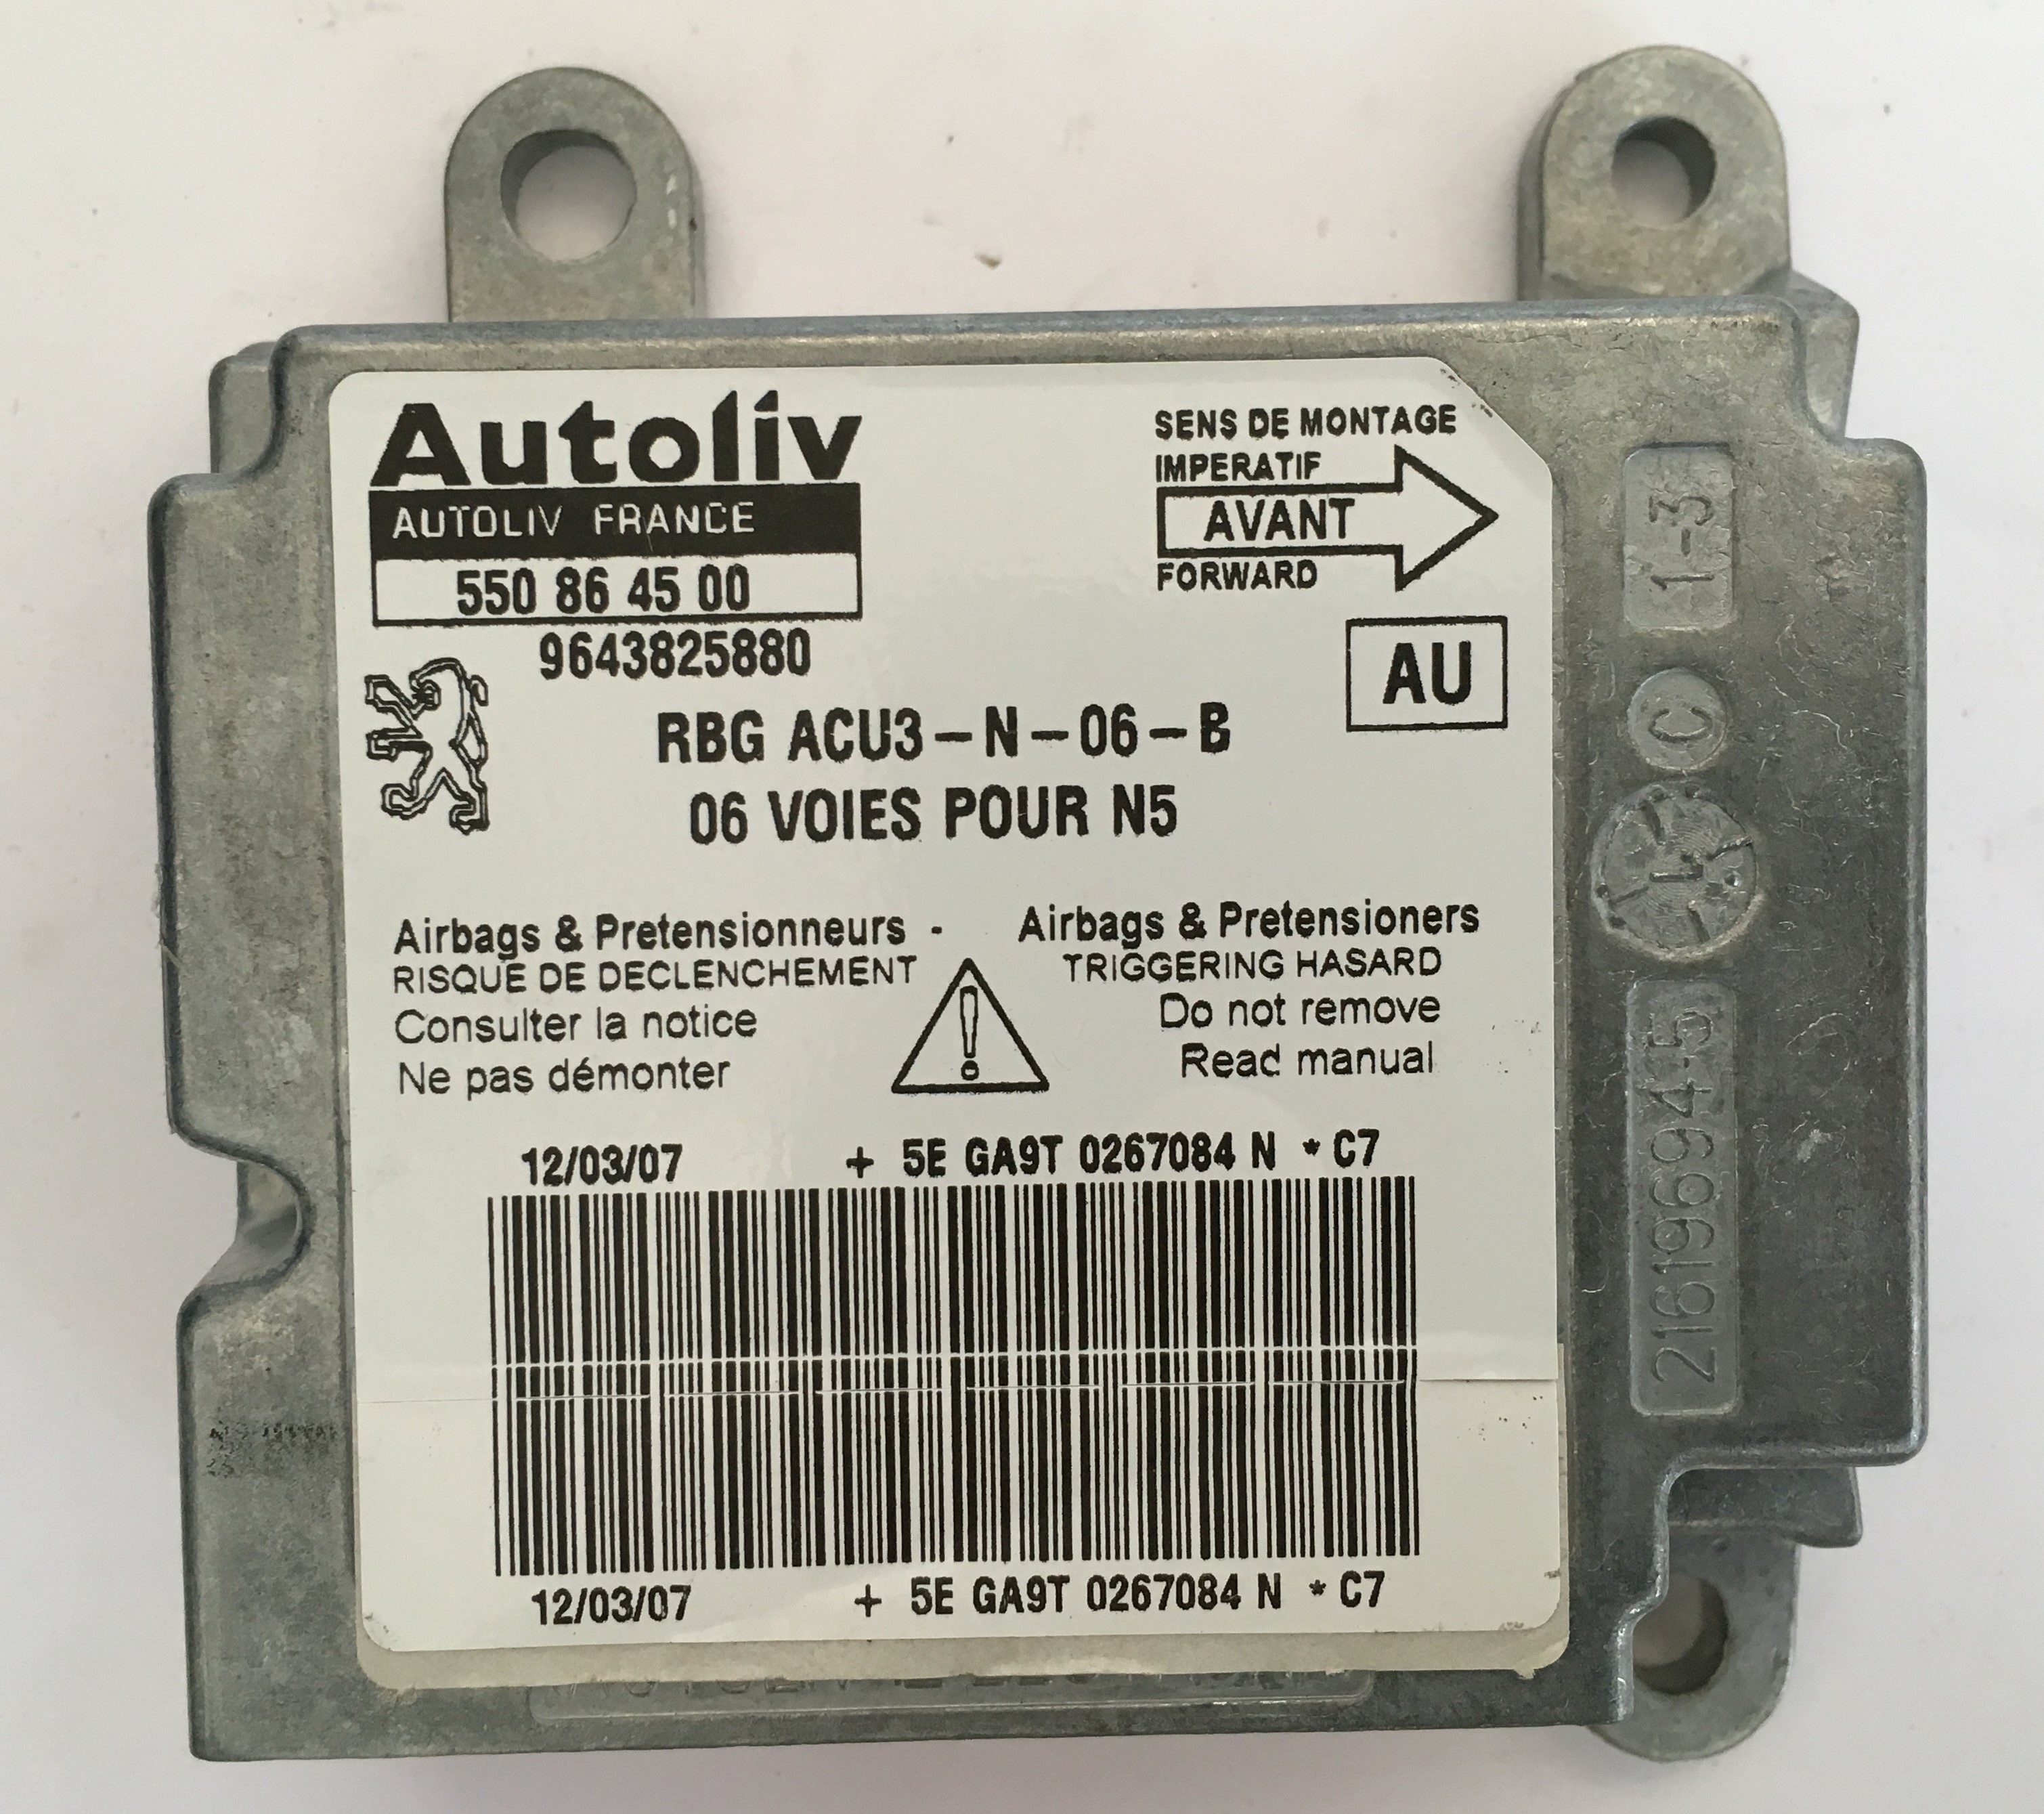 Autoliv
AUTOLIV FRANCE
550 86 45 00
9643825880
SENS DE MONTAGE
IMPERATIF
AVANT
FORWARD
AU
RBG ACU3-N-06-B
06 VOIES POUR N5
Airbags & Pretensionneurs -
RISQUE DE DECLENCHEMENT
Consulter la notice
Ne pas démonter
Airbags & Pretensioners
TRIGGERING HASARD
Do not remove
Read manual
12/03/07 + 5E GA9T 0267084 N *C7
12/03/07 + 5E GA9T 0267084 N *C7
1-3
C
L
21619694-5